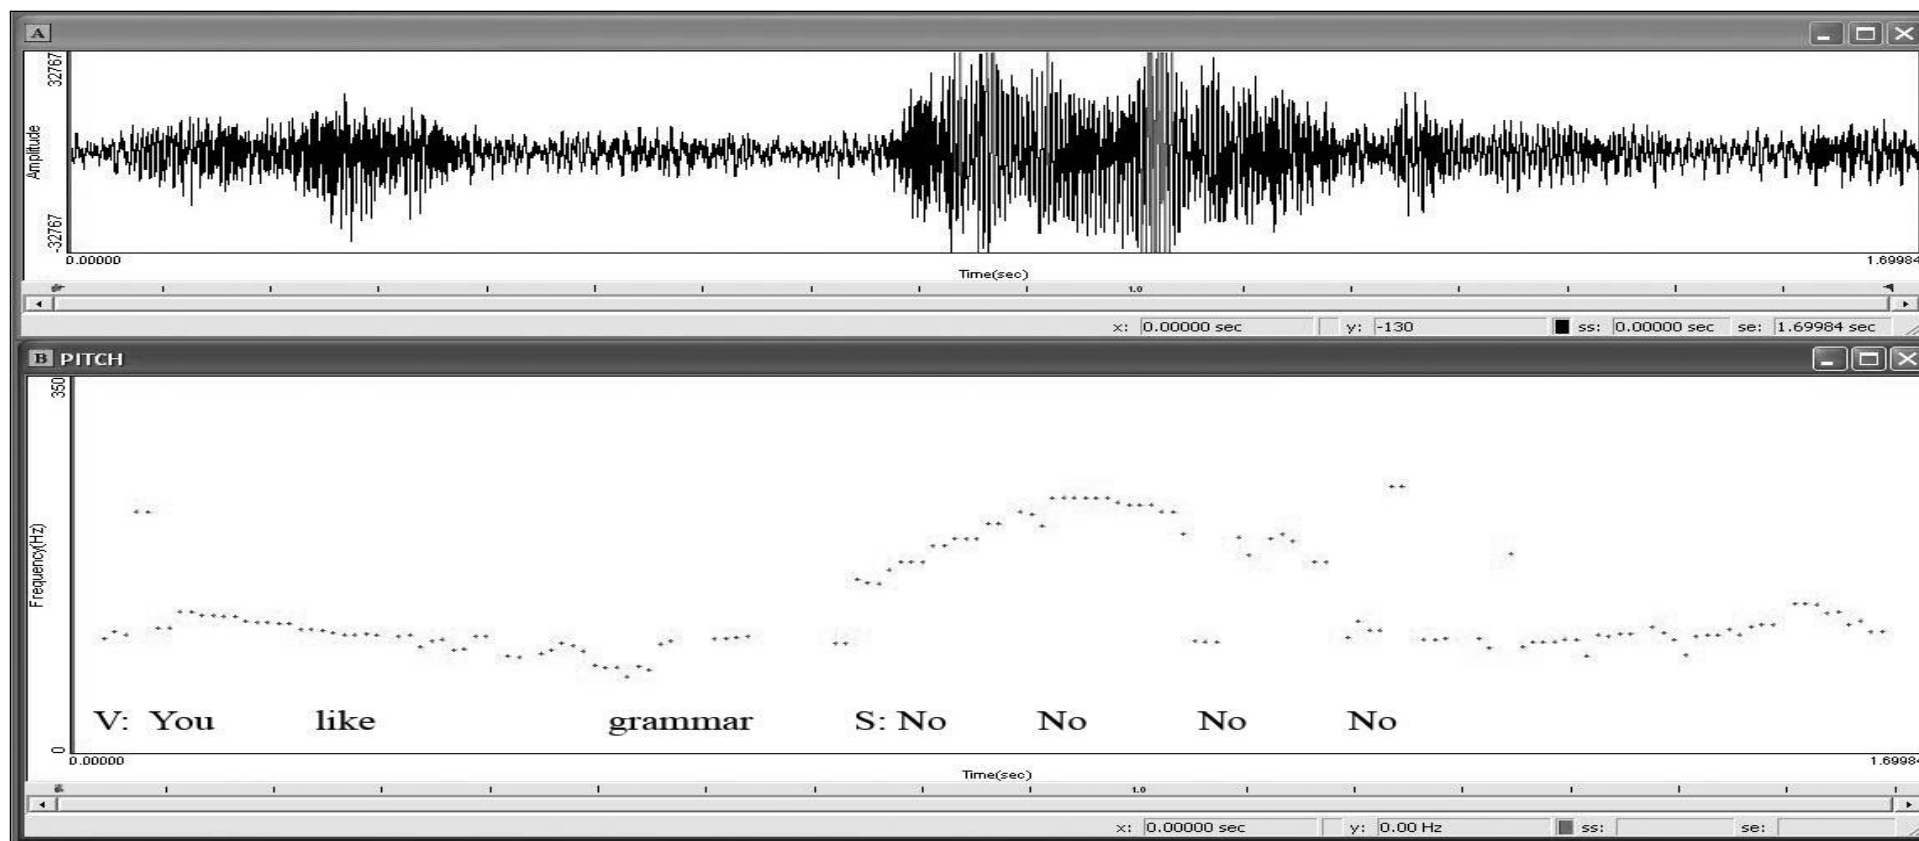 A
32767
Amplitude
-32767
0.00000
1.69984
Time(sec)
1.0
x: 0.00000 sec y: -130 ss: 0.00000 sec se: 1.69984 sec
B PITCH
350
Frequency(Hz)
V: You like grammar S: No No No No
0
0.00000
1.6998
Time(sec)
1.0
x: 0.00000 sec y: 0.00 Hz ss: se: